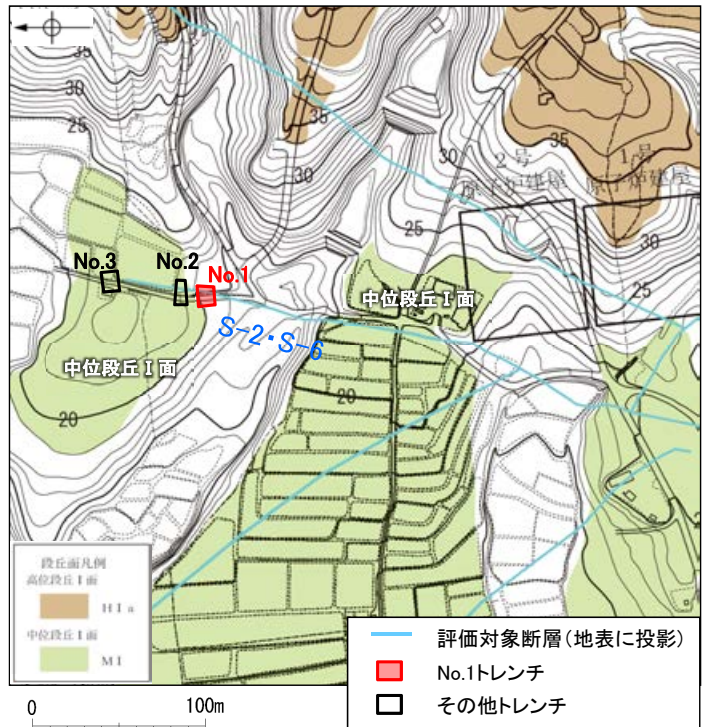 35
30
25
35
30
30
25
35
2号
原子炉建屋
1号
原子炉建屋
30
25
No.3
No.2
No.1
中位段丘Ⅰ面
S-2・S-6
中位段丘Ⅰ面
20
20
段丘面凡例
高位段丘Ⅰ面
HⅠa
中位段丘Ⅰ面
MⅠ
評価対象断層(地表に投影)
No.1トレンチ
その他トレンチ
0 100m